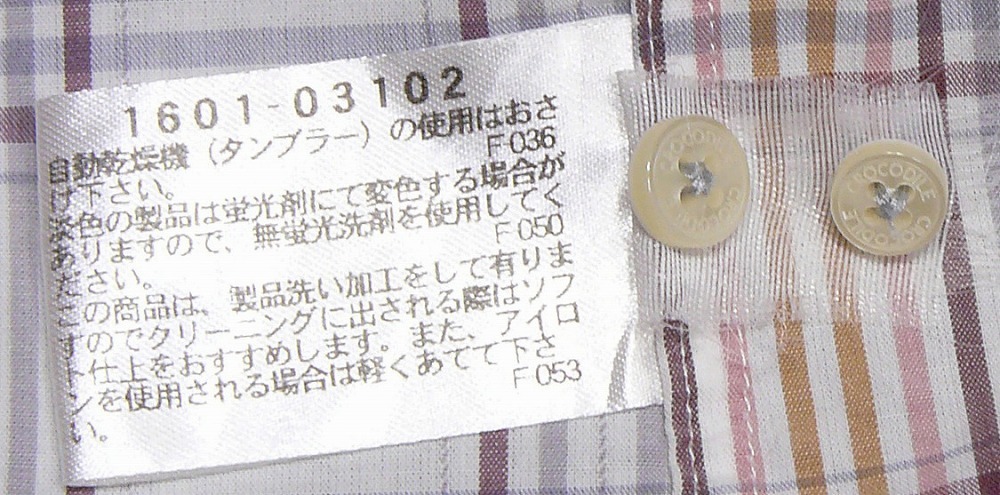 1601-03102
自動乾燥機（タンブラー）の使用はおさ
け下さい。 F036
淡色の製品は蛍光剤にて変色する場合が
ありますので、無蛍光洗剤を使用してく
ださい。 F050
この商品は、製品洗い加工をして有りま
すのでクリーニングに出される際はソフ
ト仕上をおすすめします。また、アイロ
ンを使用される場合は軽くあてて下さ
い。 F053
CROCODILE
CROCODILE
CROCODILE
CROCODILE